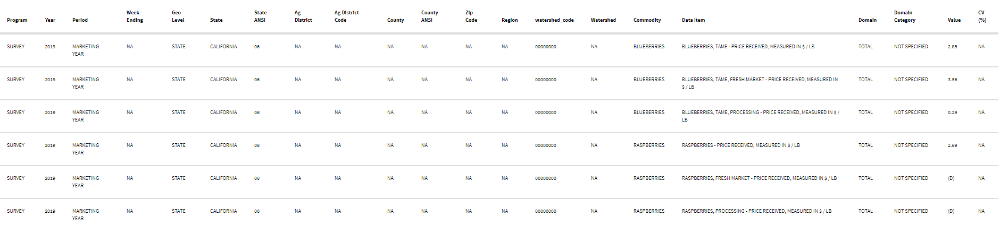 Program Year Period Week Ending Geo Level State State ANSI Ag District Ag District Code County County ANSI Zip Code Region watershed_code Watershed Commodity Data Item Domain Domain Category Value CV (%)
SURVEY 2019 MARKETING YEAR NA STATE CALIFORNIA 06 NA NA NA NA NA NA 00000000 NA BLUEBERRIES BLUEBERRIES, TAME - PRICE RECEIVED, MEASURED IN $ / LB TOTAL NOT SPECIFIED 2.85 NA
SURVEY 2019 MARKETING YEAR NA STATE CALIFORNIA 06 NA NA NA NA NA NA 00000000 NA BLUEBERRIES BLUEBERRIES, TAME, FRESH MARKET - PRICE RECEIVED, MEASURED IN $ / LB TOTAL NOT SPECIFIED 3.56 NA
SURVEY 2019 MARKETING YEAR NA STATE CALIFORNIA 06 NA NA NA NA NA NA 00000000 NA BLUEBERRIES BLUEBERRIES, TAME, PROCESSING - PRICE RECEIVED, MEASURED IN $ / LB TOTAL NOT SPECIFIED 0.29 NA
SURVEY 2019 MARKETING YEAR NA STATE CALIFORNIA 06 NA NA NA NA NA NA 00000000 NA RASPBERRIES RASPBERRIES - PRICE RECEIVED, MEASURED IN $ / LB TOTAL NOT SPECIFIED 2.69 NA
SURVEY 2019 MARKETING YEAR NA STATE CALIFORNIA 06 NA NA NA NA NA NA 00000000 NA RASPBERRIES RASPBERRIES, FRESH MARKET - PRICE RECEIVED, MEASURED IN $ / LB TOTAL NOT SPECIFIED (D) NA
SURVEY 2019 MARKETING YEAR NA STATE CALIFORNIA 06 NA NA NA NA NA NA 00000000 NA RASPBERRIES RASPBERRIES, PROCESSING - PRICE RECEIVED, MEASURED IN $ / LB TOTAL NOT SPECIFIED (D) NA